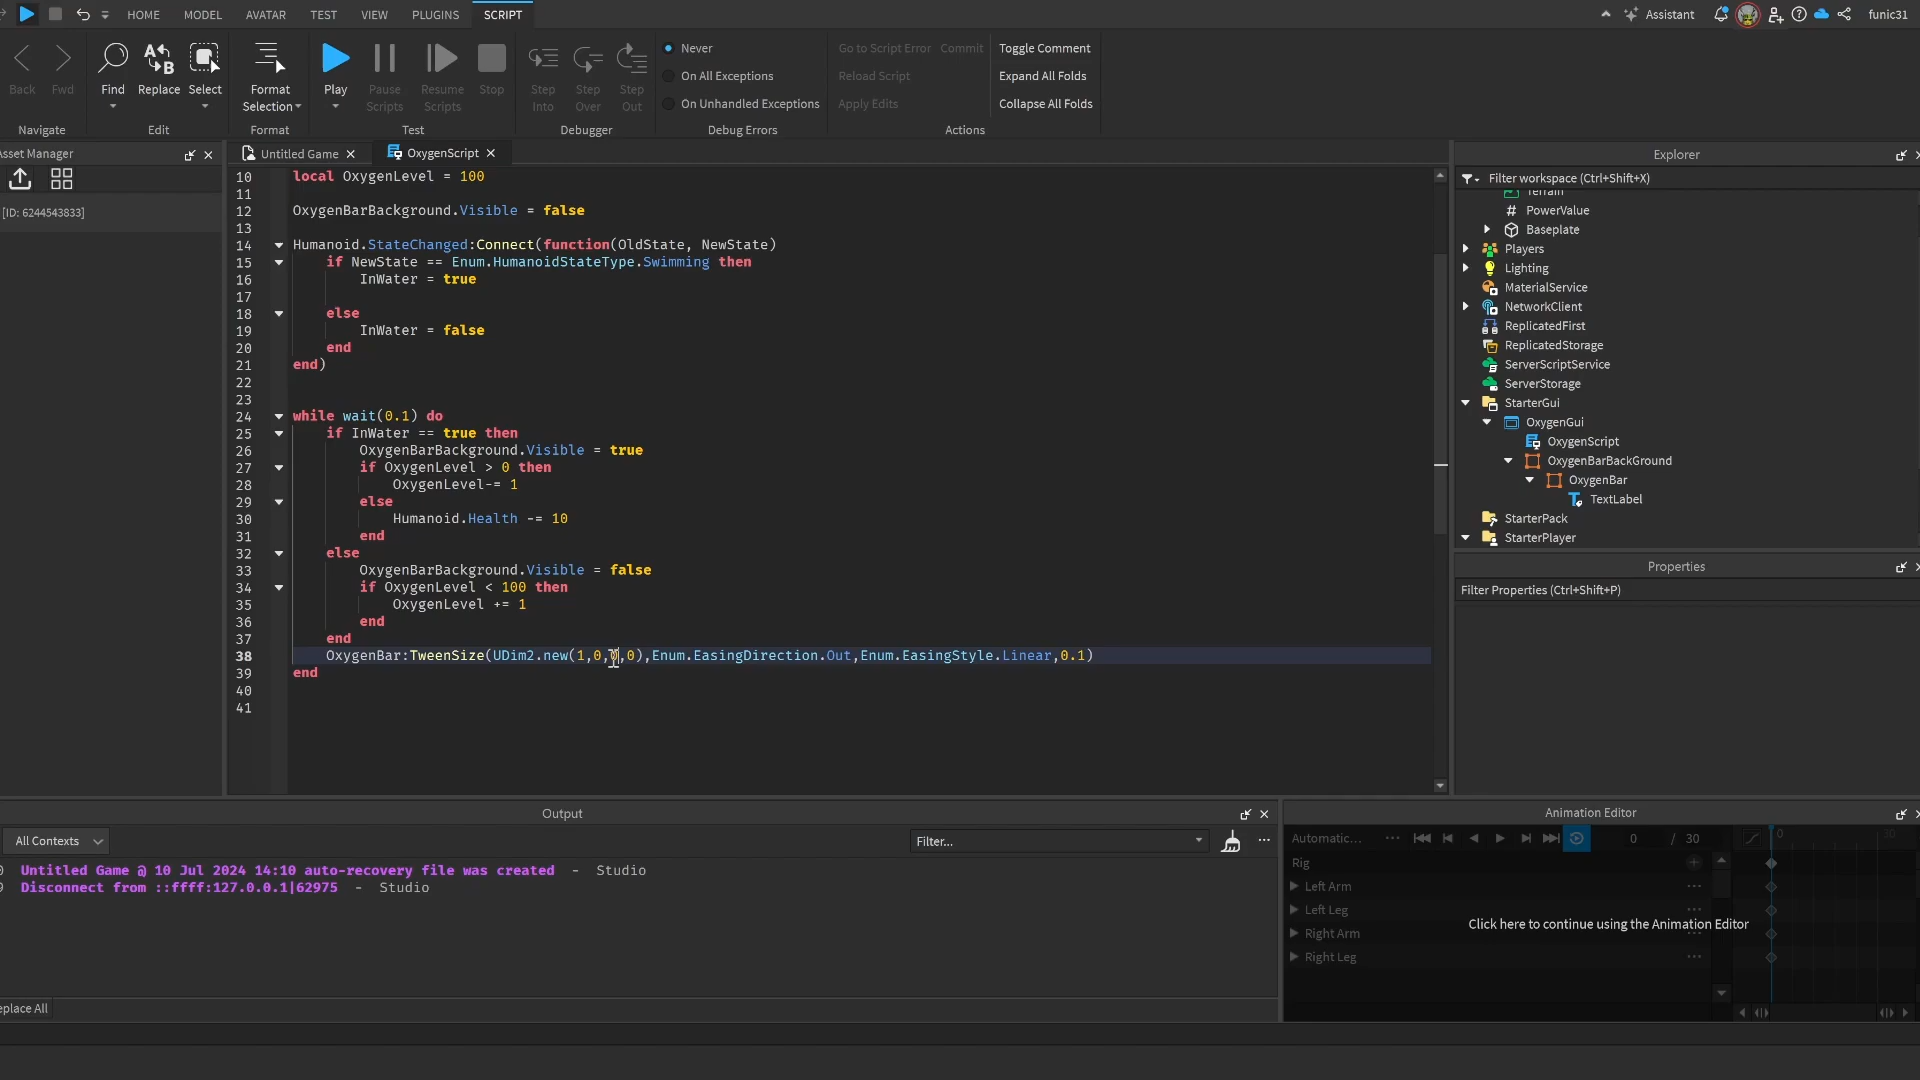 HOME MODEL AVATAR TEST VIEW PLUGINS SCRIPT
Assistant funic31
Back Fwd Navigate
Find Replace Select Edit
Format Selection Format
Play Pause Scripts Resume Scripts Stop Test
Step Into Step Over Step Out Debugger
Never
On All Exceptions
On Unhandled Exceptions
Debug Errors
Go to Script Error Commit
Reload Script
Apply Edits
Toggle Comment
Expand All Folds
Collapse All Folds
Actions
Asset Manager
[ID: 6244543833]
Untitled Game OxygenScript
10 local OxygenLevel = 100
11
12 OxygenBarBackground.Visible = false
13
14 Humanoid.StateChanged:Connect(function(OldState, NewState)
15 if NewState == Enum.HumanoidStateType.Swimming then
16 InWater = true
17
18 else
19 InWater = false
20 end
21 end)
22
23
24 while wait(0.1) do
25 if InWater == true then
26 OxygenBarBackground.Visible = true
27 if OxygenLevel > 0 then
28 OxygenLevel-= 1
29 else
30 Humanoid.Health -= 10
31 end
32 else
33 OxygenBarBackground.Visible = false
34 if OxygenLevel < 100 then
35 OxygenLevel += 1
36 end
37 end
38 OxygenBar:TweenSize(UDim2.new(1,0,0,0),Enum.EasingDirection.Out,Enum.EasingStyle.Linear,0.1)
39 end
40
41
Explorer
Filter workspace (Ctrl+Shift+X)
Terrain
PowerValue
Baseplate
Players
Lighting
MaterialService
NetworkClient
ReplicatedFirst
ReplicatedStorage
ServerScriptService
ServerStorage
StarterGui
OxygenGui
OxygenScript
OxygenBarBackGround
OxygenBar
TextLabel
StarterPack
StarterPlayer
Properties
Filter Properties (Ctrl+Shift+P)
Output
All Contexts Filter...
Untitled Game @ 10 Jul 2024 14:10 auto-recovery file was created - Studio
9 Disconnect from ::ffff:127.0.0.1|62975 - Studio
eplace All
Animation Editor
Automatic... 0 / 30 0
Rig
Left Arm
Left Leg
Right Arm
Right Leg
Click here to continue using the Animation Editor